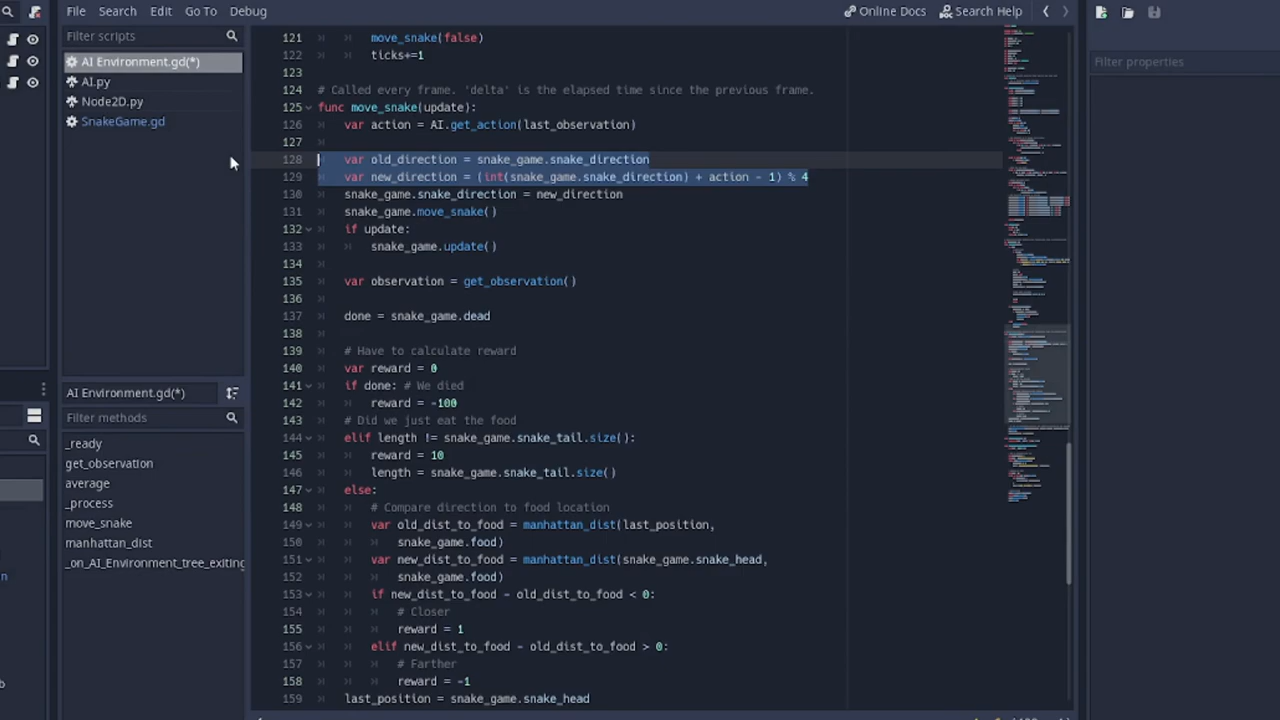 File Search Edit Go To Debug Online Docs Search Help
Filter scripts
AI Environment.gd(*)
AI.py
Node2D.py
SnakeGame.gd
AI Environment.gd(*)
Filter methods
_ready
get_observation
average
_process
move_snake
manhattan_dist
_on_AI_Environment_tree_exiting
121 move_snake(false)
122 ticks+=1
123
124 # Called every frame. 'delta' is the elapsed time since the previous frame.
125 func move_snake(update):
126 var action = AI.get_action(last_observation)
127
128 var old_direction = snake_game.snake_direction
129 var new_direction = (int(snake_game.snake_direction) + action - 1) % 4
130 snake_game.snake_direction = new_direction
131 snake_game.move_snake()
132 if update:
133 snake_game.update()
134
135 var observation = get_observation()
136
137 done = snake_game.dead
138
139 # Have to calculate reward
140 var reward = 0
141 if done: # We died
142 reward = -100
143 # Did we just eat the food
144 elif length != snake_game.snake_tail.size():
145 reward = 10
146 length = snake_game.snake_tail.size()
147 else:
148 # Compare direction to food location
149 var old_dist_to_food = manhattan_dist(last_position,
150 snake_game.food)
151 var new_dist_to_food = manhattan_dist(snake_game.snake_head,
152 snake_game.food)
153 if new_dist_to_food - old_dist_to_food < 0:
154 # Closer
155 reward = 1
156 elif new_dist_to_food - old_dist_to_food > 0:
157 # Farther
158 reward = -1
159 last_position = snake_game.snake_head
Filter properties